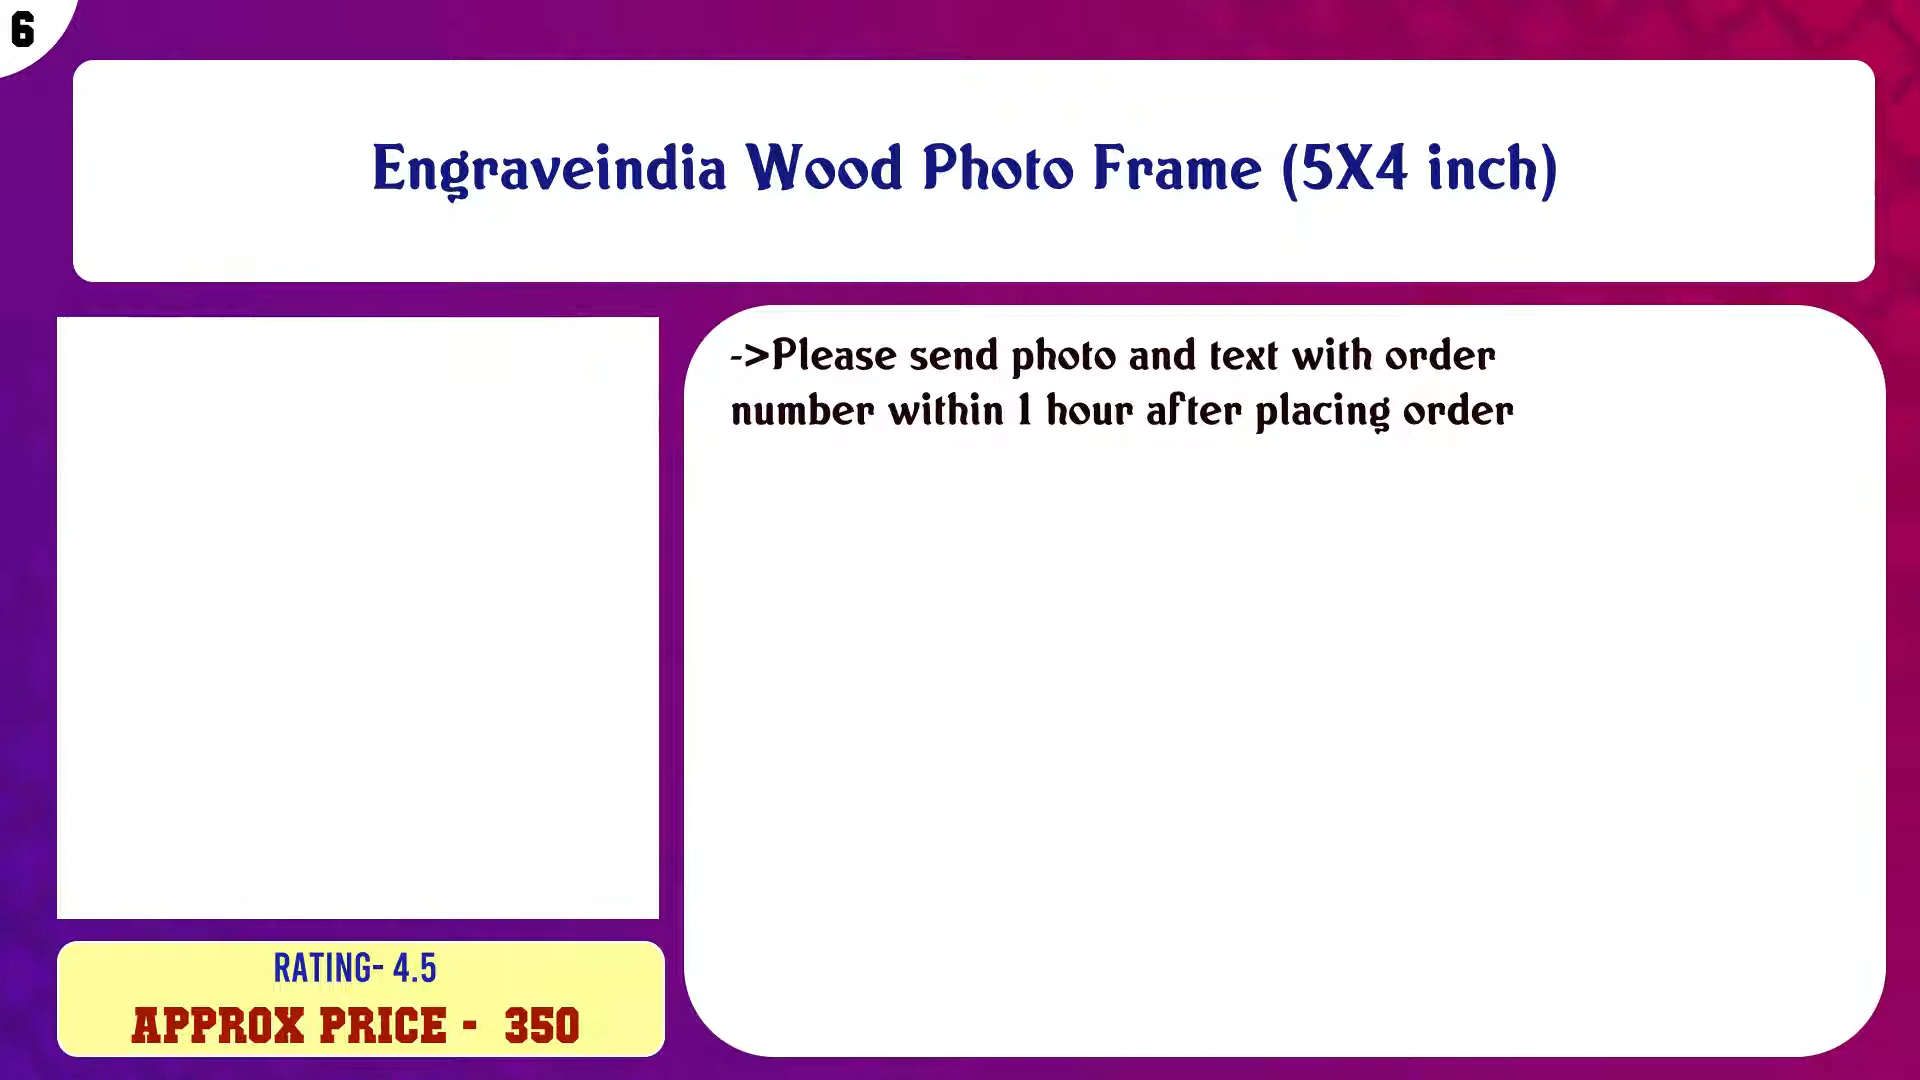 6
Engraveindia Wood Photo Frame (5X4 inch)
->Please send photo and text with order
number within 1 hour after placing order
RATING- 4.5
APPROX PRICE - 350